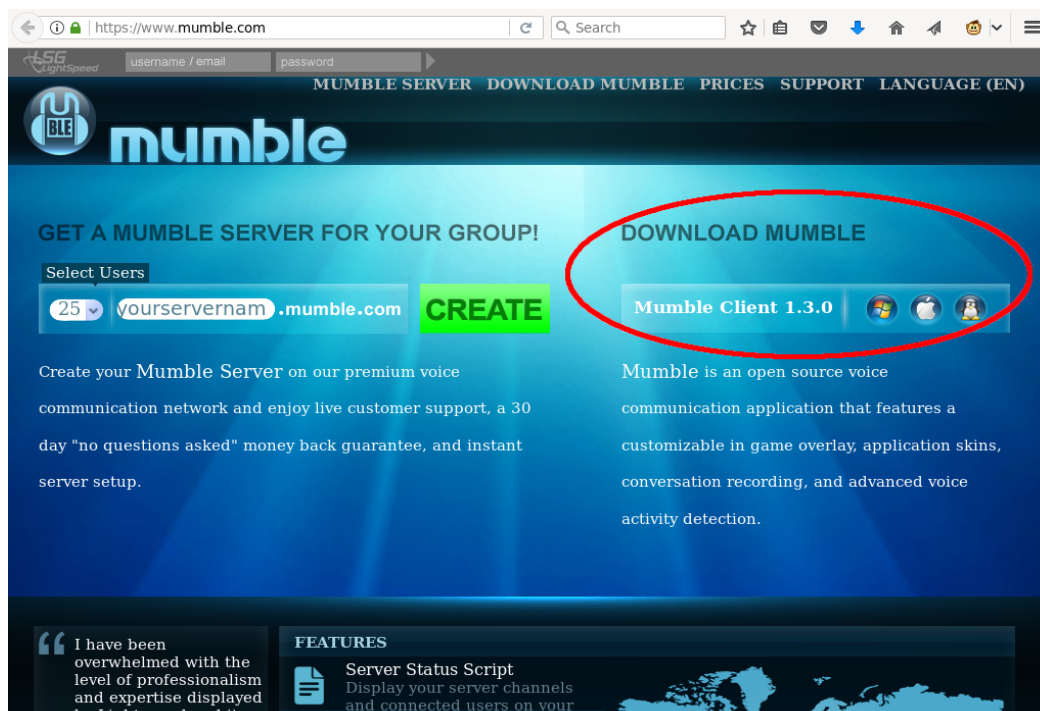 https://www.mumble.com
Search
LSG
LightSpeed
username / email
password
MUMBLE SERVER DOWNLOAD MUMBLE PRICES SUPPORT LANGUAGE (EN)
BLE
mumble
GET A MUMBLE SERVER FOR YOUR GROUP!
Select Users
25 yourservernam .mumble.com CREATE
Create your Mumble Server on our premium voice
communication network and enjoy live customer support, a 30
day "no questions asked" money back guarantee, and instant
server setup.
DOWNLOAD MUMBLE
Mumble Client 1.3.0
Mumble is an open source voice
communication application that features a
customizable in game overlay, application skins,
conversation recording, and advanced voice
activity detection.
I have been
overwhelmed with the
level of professionalism
and expertise displayed
FEATURES
Server Status Script
Display your server channels
and connected users on your